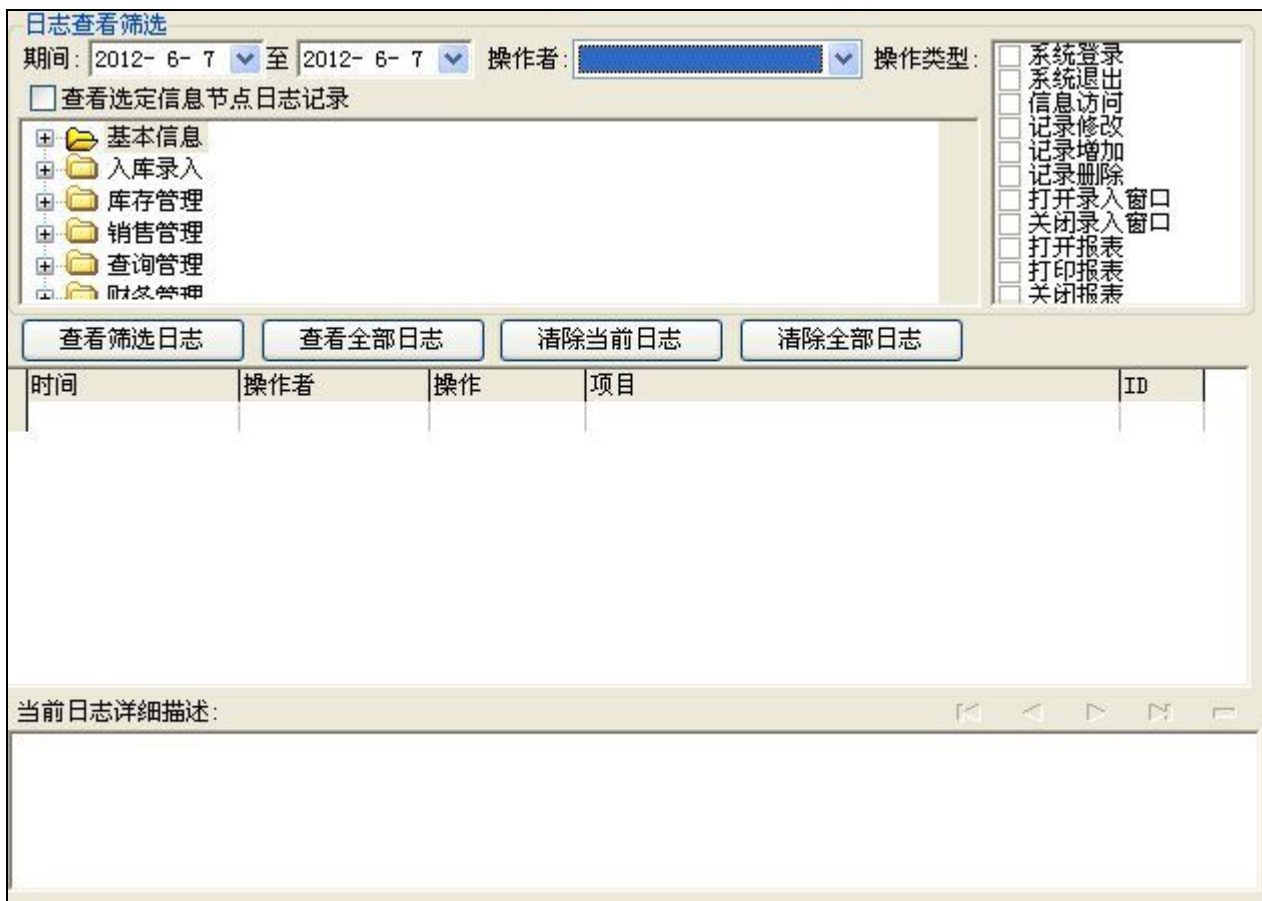 日志查看筛选
期间: 2012- 6- 7 至 2012- 6- 7 操作者: 操作类型:
系统登录
系统退出
信息访问
记录修改
记录增加
记录删除
打开录入窗口
关闭录入窗口
打开报表
打印报表
关闭报表
查看选定信息节点日志记录
基本信息
入库录入
库存管理
销售管理
查询管理
财务管理
查看筛选日志 查看全部日志 清除当前日志 清除全部日志
时间 操作者 操作 项目 ID
当前日志详细描述: